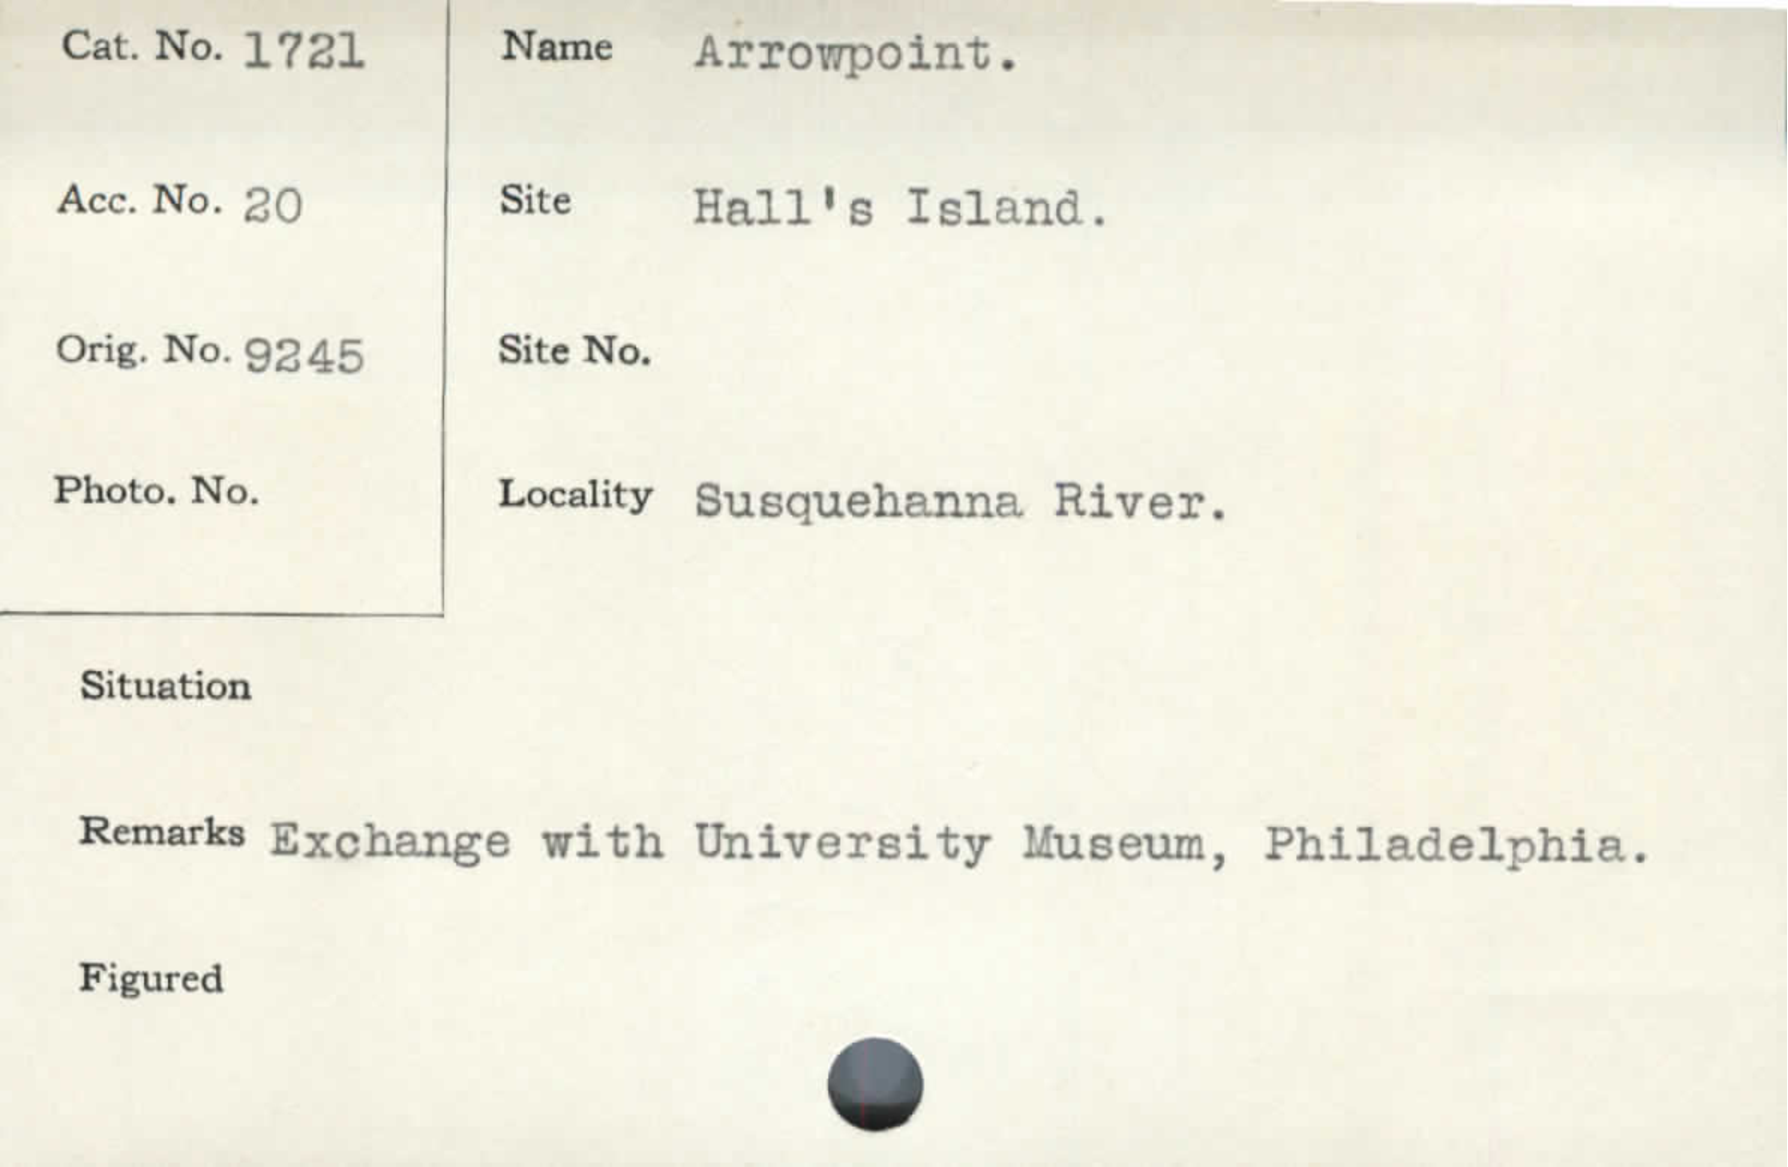 Cat. No. 1721
Acc. No. 20
Orig. No. 9245
Photo. No.
Name Arrowpoint.
Site Hall's Island.
Site No.
Locality Susquehanna River.
Situation
Remarks Exchange with University Museum, Philadelphia.
Figured